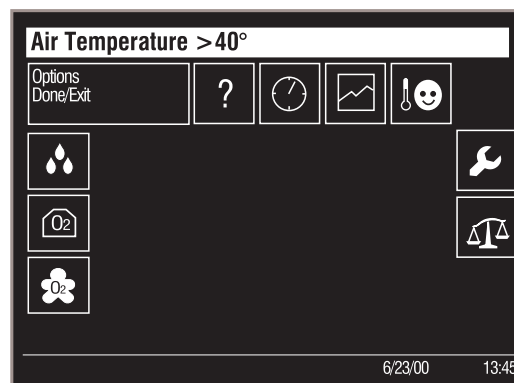 Air Temperature >40°
Options
Done/Exit
?
O2
O2
6/23/00 13:45